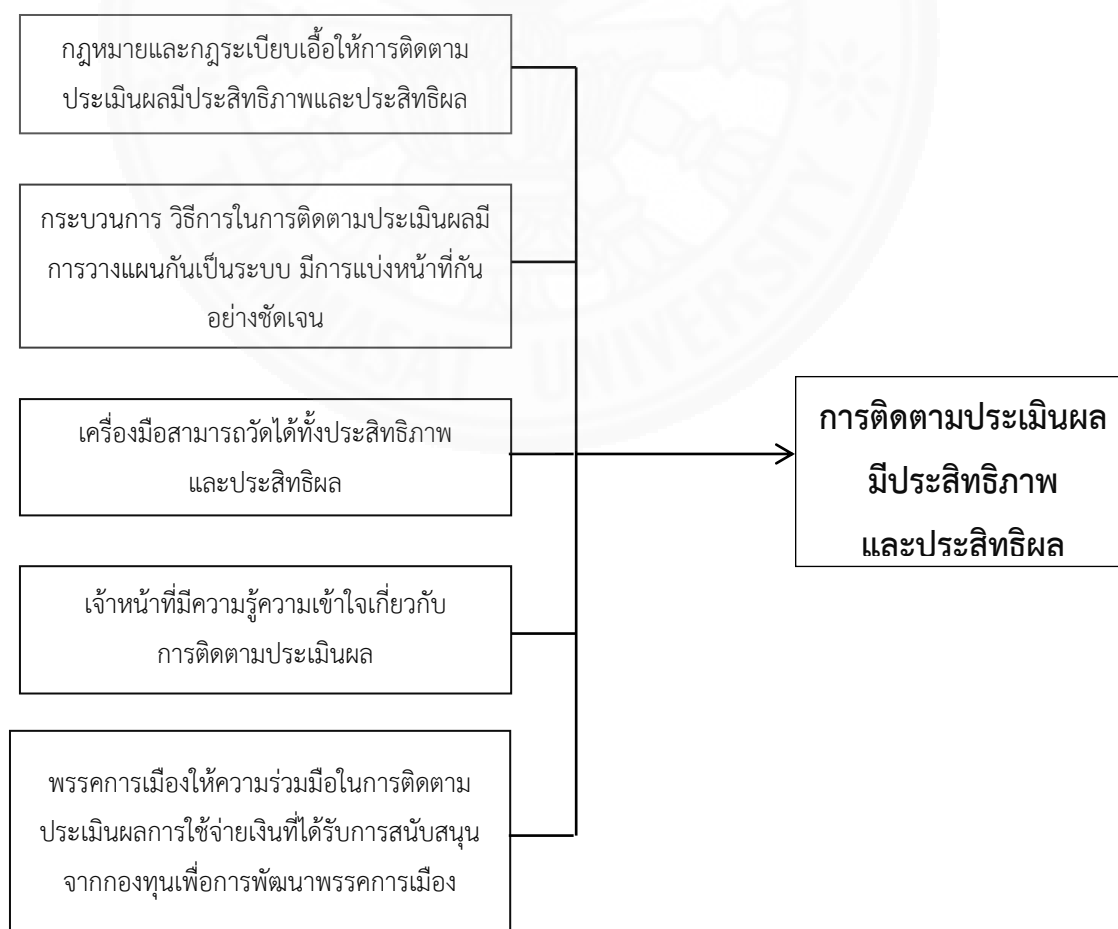 กฎหมายและกฎระเบียบเอื้อให้การติดตาม
ประเมินผลมีประสิทธิภาพและประสิทธิผล
กระบวนการ วิธีการในการติดตามประเมินผลมี
การวางแผนกันเป็นระบบ มีการแบ่งหน้าที่กัน
อย่างชัดเจน
เครื่องมือสามารถวัดได้ทั้งประสิทธิภาพ
และประสิทธิผล
เจ้าหน้าที่มีความรู้ความเข้าใจเกี่ยวกับ
การติดตามประเมินผล
พรรคการเมืองให้ความร่วมมือในการติดตาม
ประเมินผลการใช้จ่ายเงินที่ได้รับการสนับสนุน
จากกองทุนเพื่อการพัฒนาพรรคการเมือง
การติดตามประเมินผล
มีประสิทธิภาพ
และประสิทธิผล
UNIVERSITY